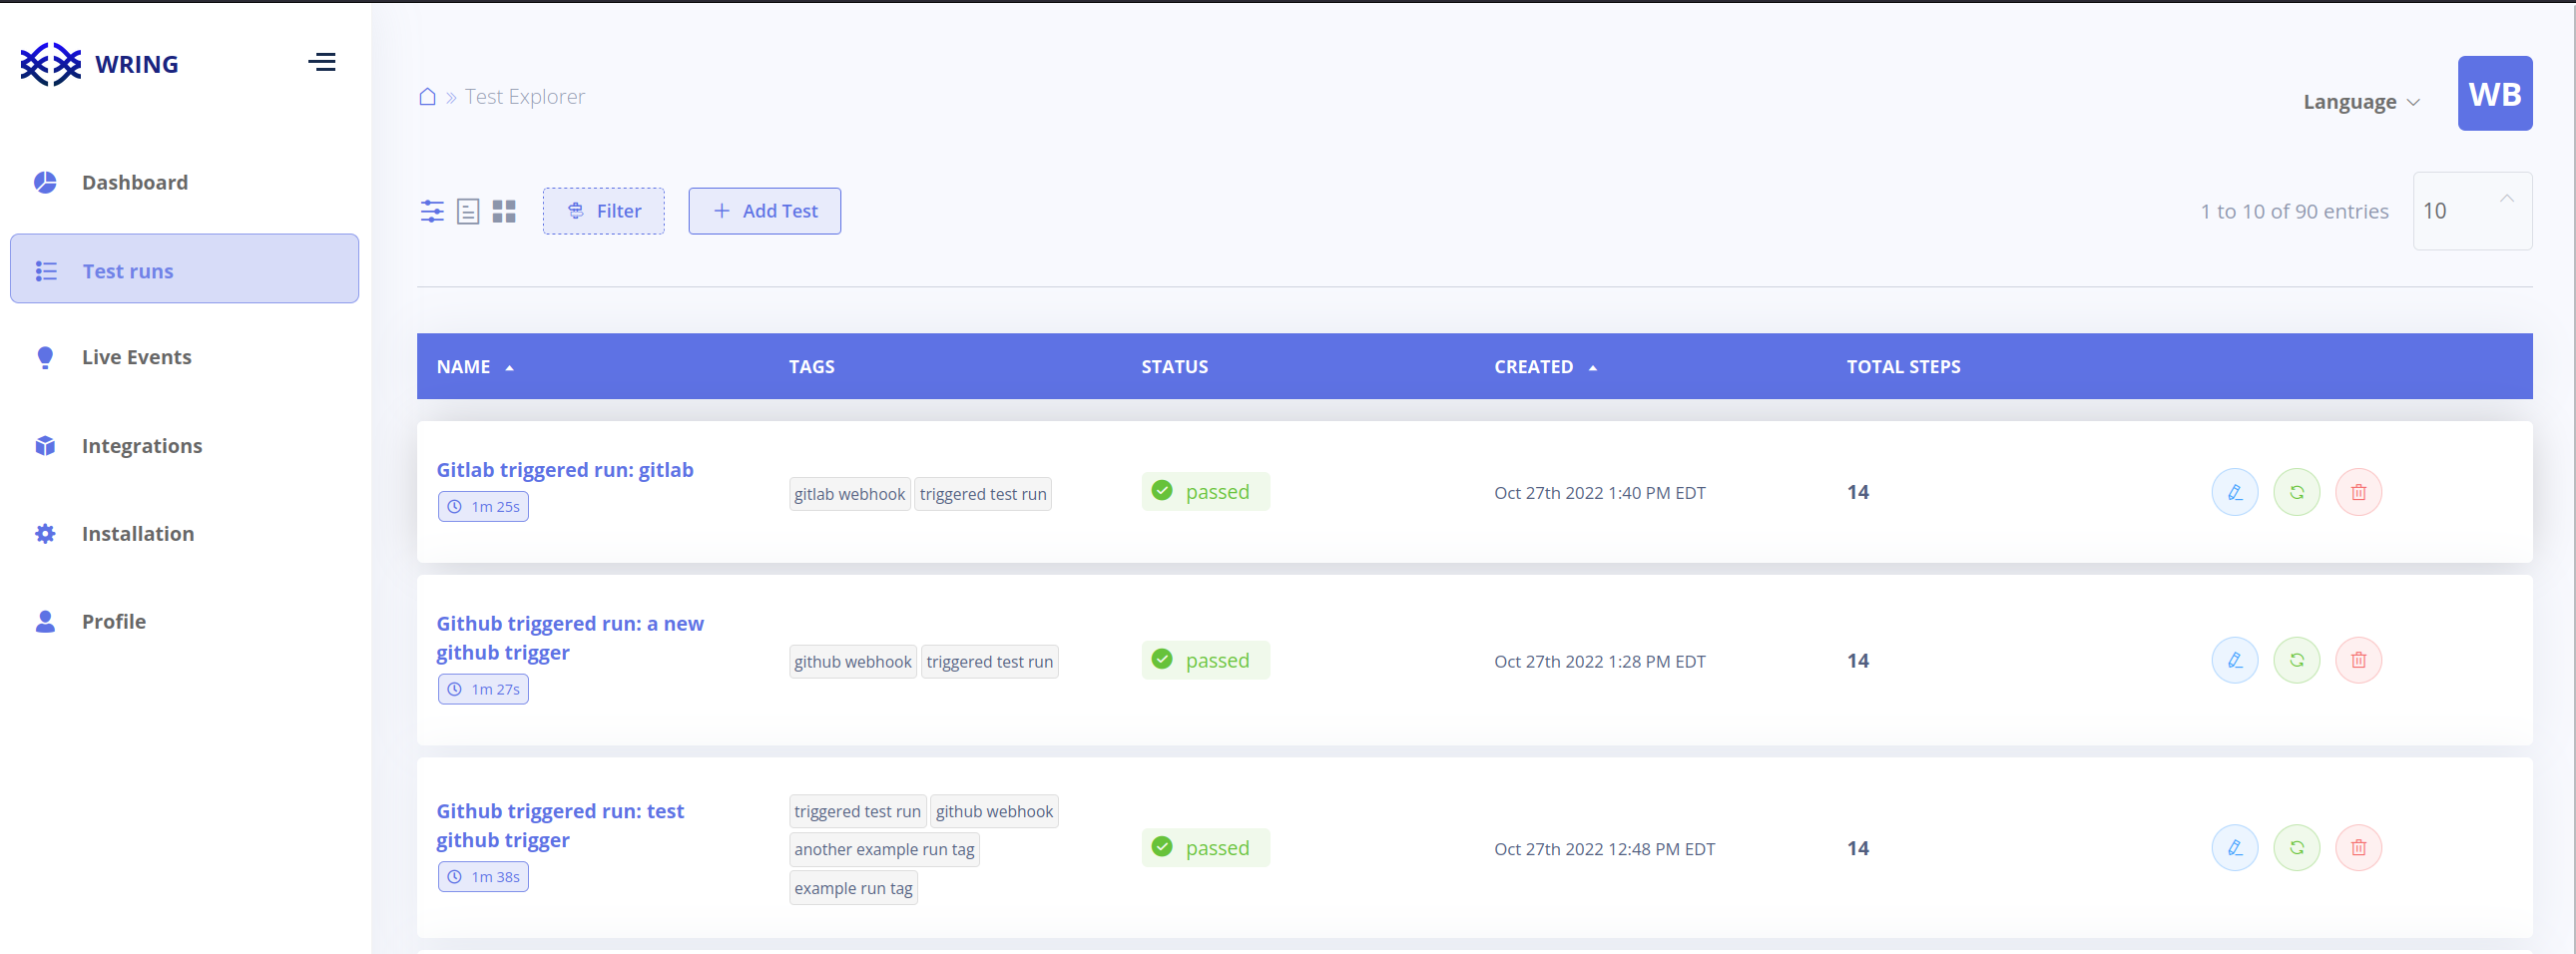 WRING
Test Explorer
Language
WB
Dashboard
Test runs
Live Events
Integrations
Installation
Profile
Filter
Add Test
1 to 10 of 90 entries
10
NAME TAGS STATUS CREATED TOTAL STEPS
Gitlab triggered run: gitlab
1m 25s
gitlab webhook triggered test run
passed
Oct 27th 2022 1:40 PM EDT
14
Github triggered run: a new
github trigger
1m 27s
github webhook triggered test run
passed
Oct 27th 2022 1:28 PM EDT
14
Github triggered run: test
github trigger
1m 38s
triggered test run github webhook
another example run tag
example run tag
passed
Oct 27th 2022 12:48 PM EDT
14